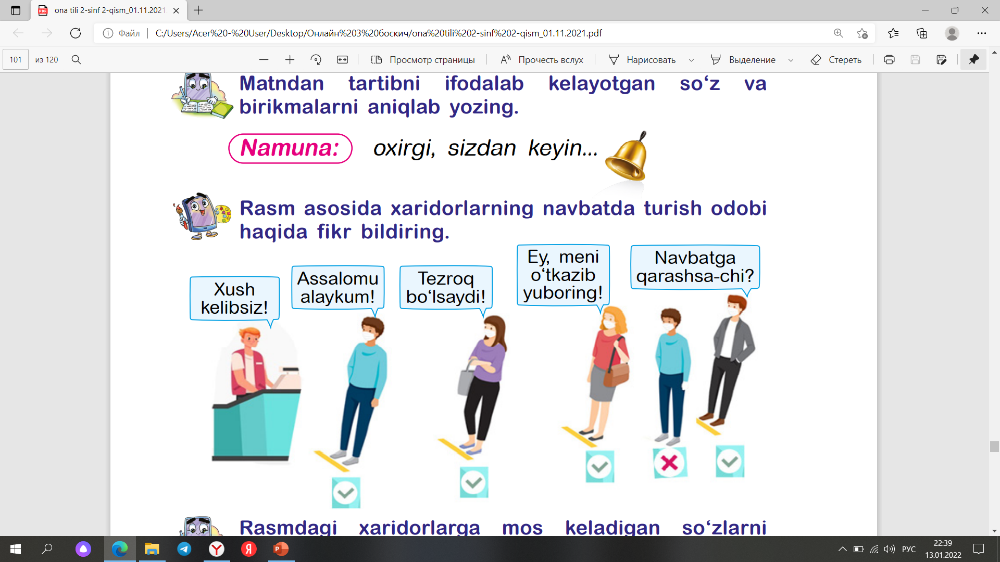 ona tili 2-sinf 2-qism_01.11.2021
Файл
C:/Users/Acer%20-%20User/Desktop/Онлайн%203%20боскич/ona%20tili%202-sinf%202-qism_01.11.2021.pdf
101 из 120
Просмотр страницы
Прочесть вслух
Нарисовать
Выделение
Стереть
Matndan tartibni ifodalab kelayotgan so‘z va
birikmalarni aniqlab yozing.
Namuna: oxirgi, sizdan keyin...
Rasm asosida xaridorlarning navbatda turish odobi
haqida fikr bildiring.
Xush
kelibsiz!
Assalomu
alaykum!
Tezroq
bo‘lsaydi!
Ey, meni
o‘tkazib
yuboring!
Navbatga
qarashsa-chi?
Rasmdagi xaridorlarga mos keladigan so‘zlarni
РУС
22:39
13.01.2022